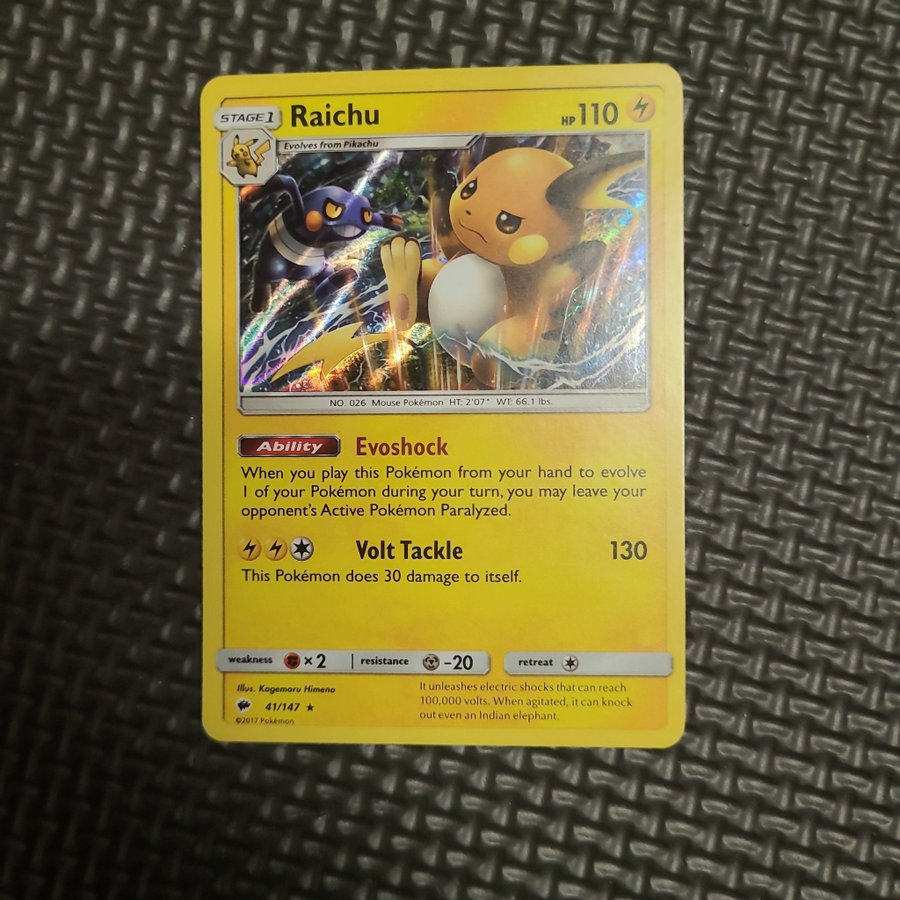 STAGE 1 Raichu HP 110
Evolves from Pikachu
NO. 026 Mouse Pokémon HT: 2'07" WT: 66.1 lbs.
Ability Evoshock
When you play this Pokémon from your hand to evolve
1 of your Pokémon during your turn, you may leave your
opponent's Active Pokémon Paralyzed.
Volt Tackle 130
This Pokémon does 30 damage to itself.
weakness × 2 resistance -20 retreat
Illus. Kagemaru Himeno
41/147 ★
©2017 Pokémon
It unleashes electric shocks that can reach
100,000 volts. When agitated, it can knock
out even an Indian elephant.